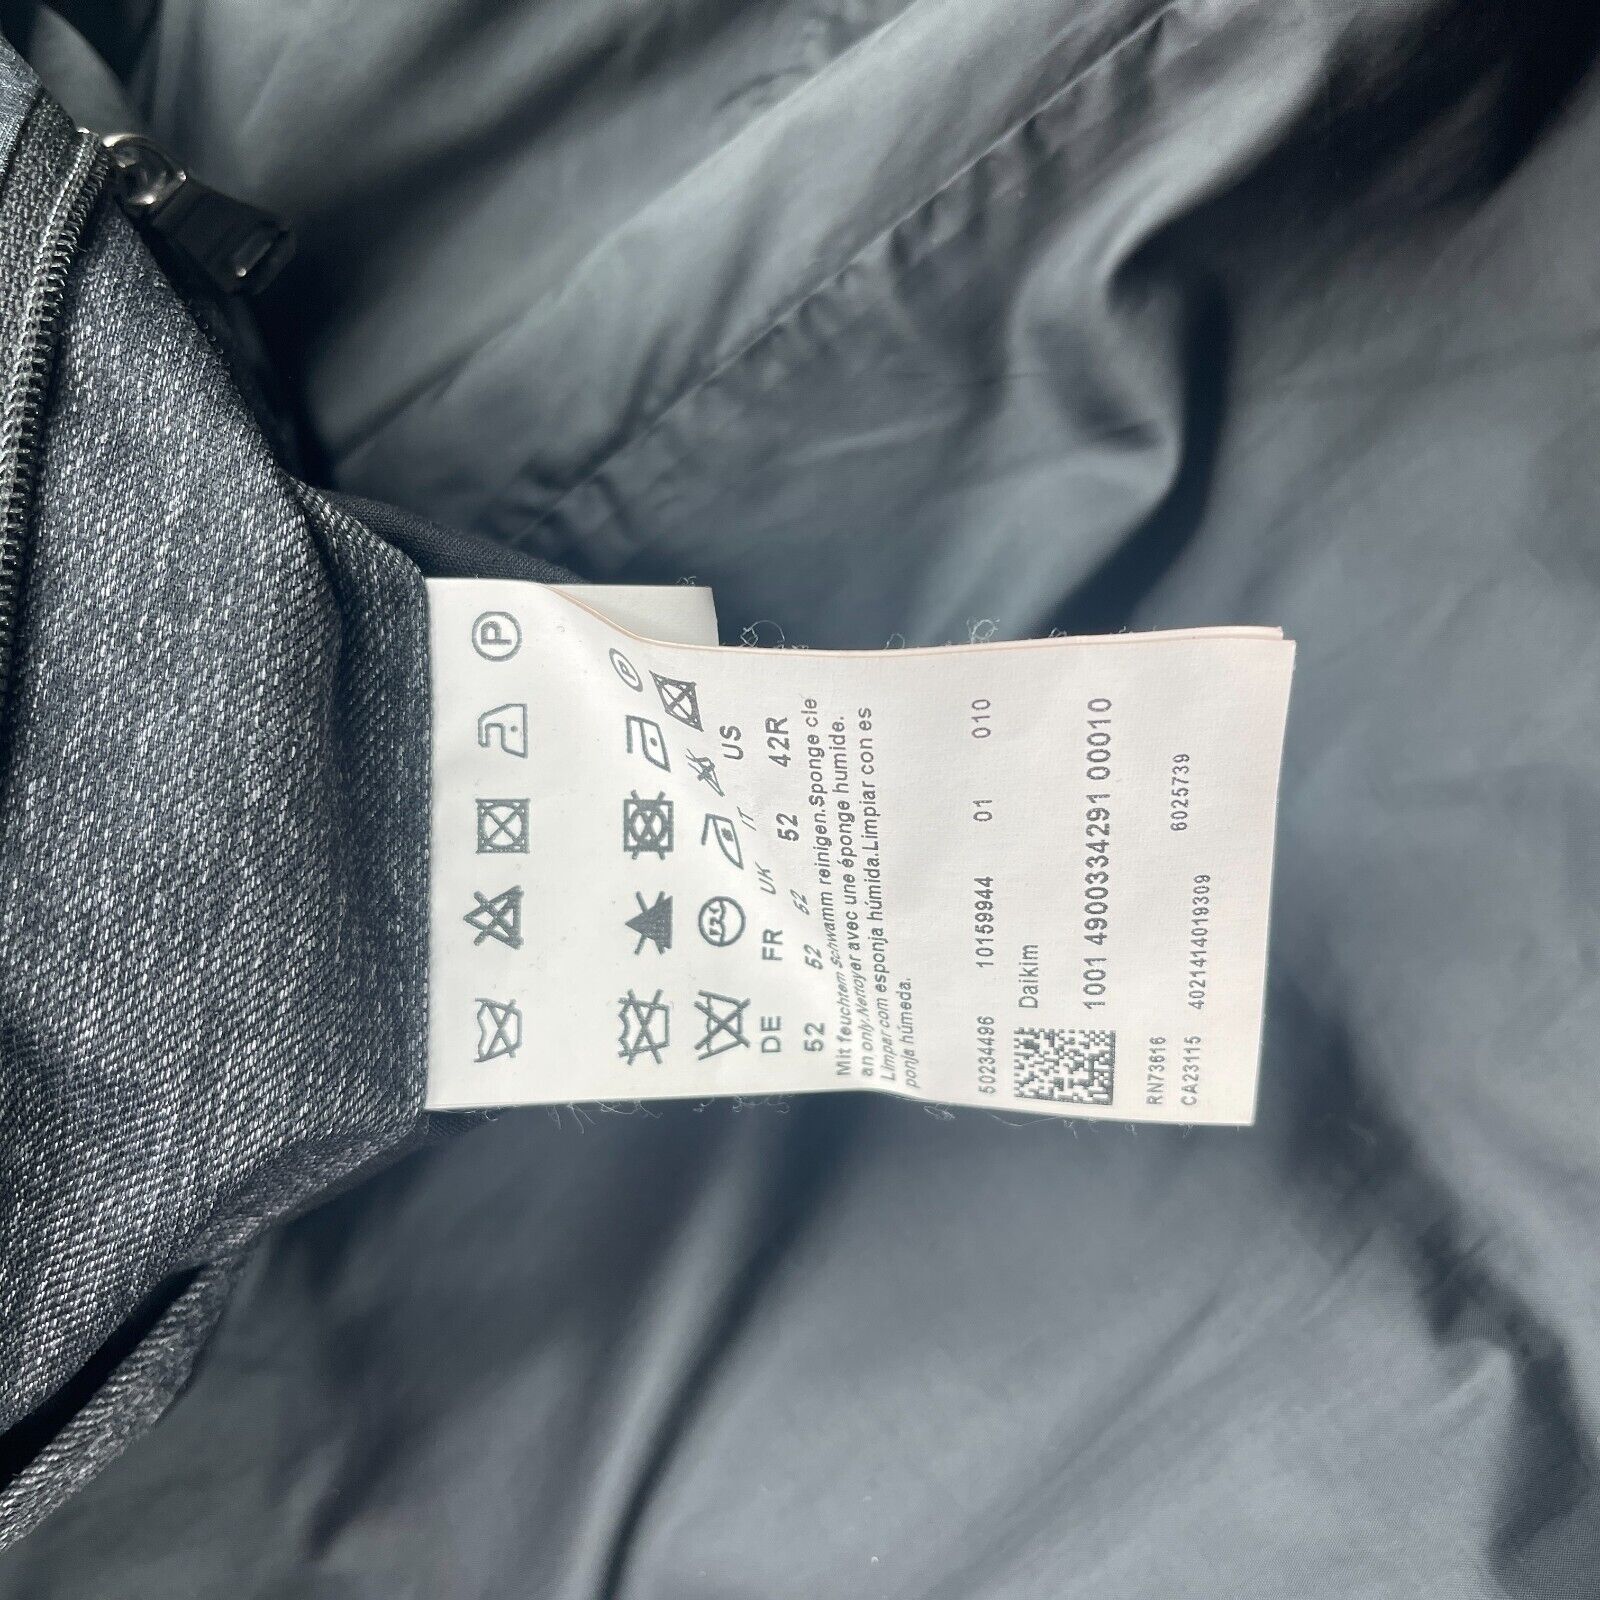 P
P
DE FR UK IT US
52 52 52 52 42R
Mit feuchtem Schwamm reinigen.Sponge cle
an only.Nettoyer avec une éponge humide.
Limpar com esponja húmida.Limpiar con es
ponja húmeda.
50234496 10159944 01 010
Daikim
1001 4900334291 00010
RN73616
CA23115 4021414019309 6025739